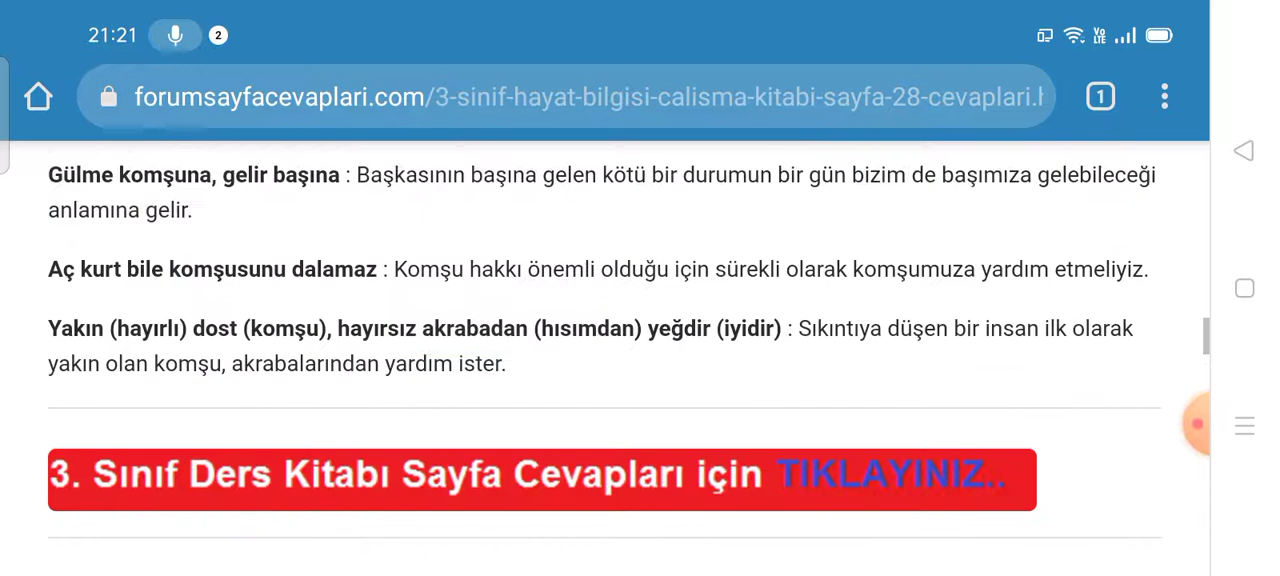 21:21 2 VO LTE
forumsayfacevaplari.com/3-sinif-hayat-bilgisi-calisma-kitabi-sayfa-28-cevaplari.h 1
Gülme komşuna, gelir başına : Başkasının başına gelen kötü bir durumun bir gün bizim de başımıza gelebileceği
anlamına gelir.
Aç kurt bile komşusunu dalamaz : Komşu hakkı önemli olduğu için sürekli olarak komşumuza yardım etmeliyiz.
Yakın (hayırlı) dost (komşu), hayırsız akrabadan (hısımdan) yeğdir (iyidir) : Sıkıntıya düşen bir insan ilk olarak
yakın olan komşu, akrabalarından yardım ister.
3. Sınıf Ders Kitabı Sayfa Cevapları için TIKLAYINIZ..